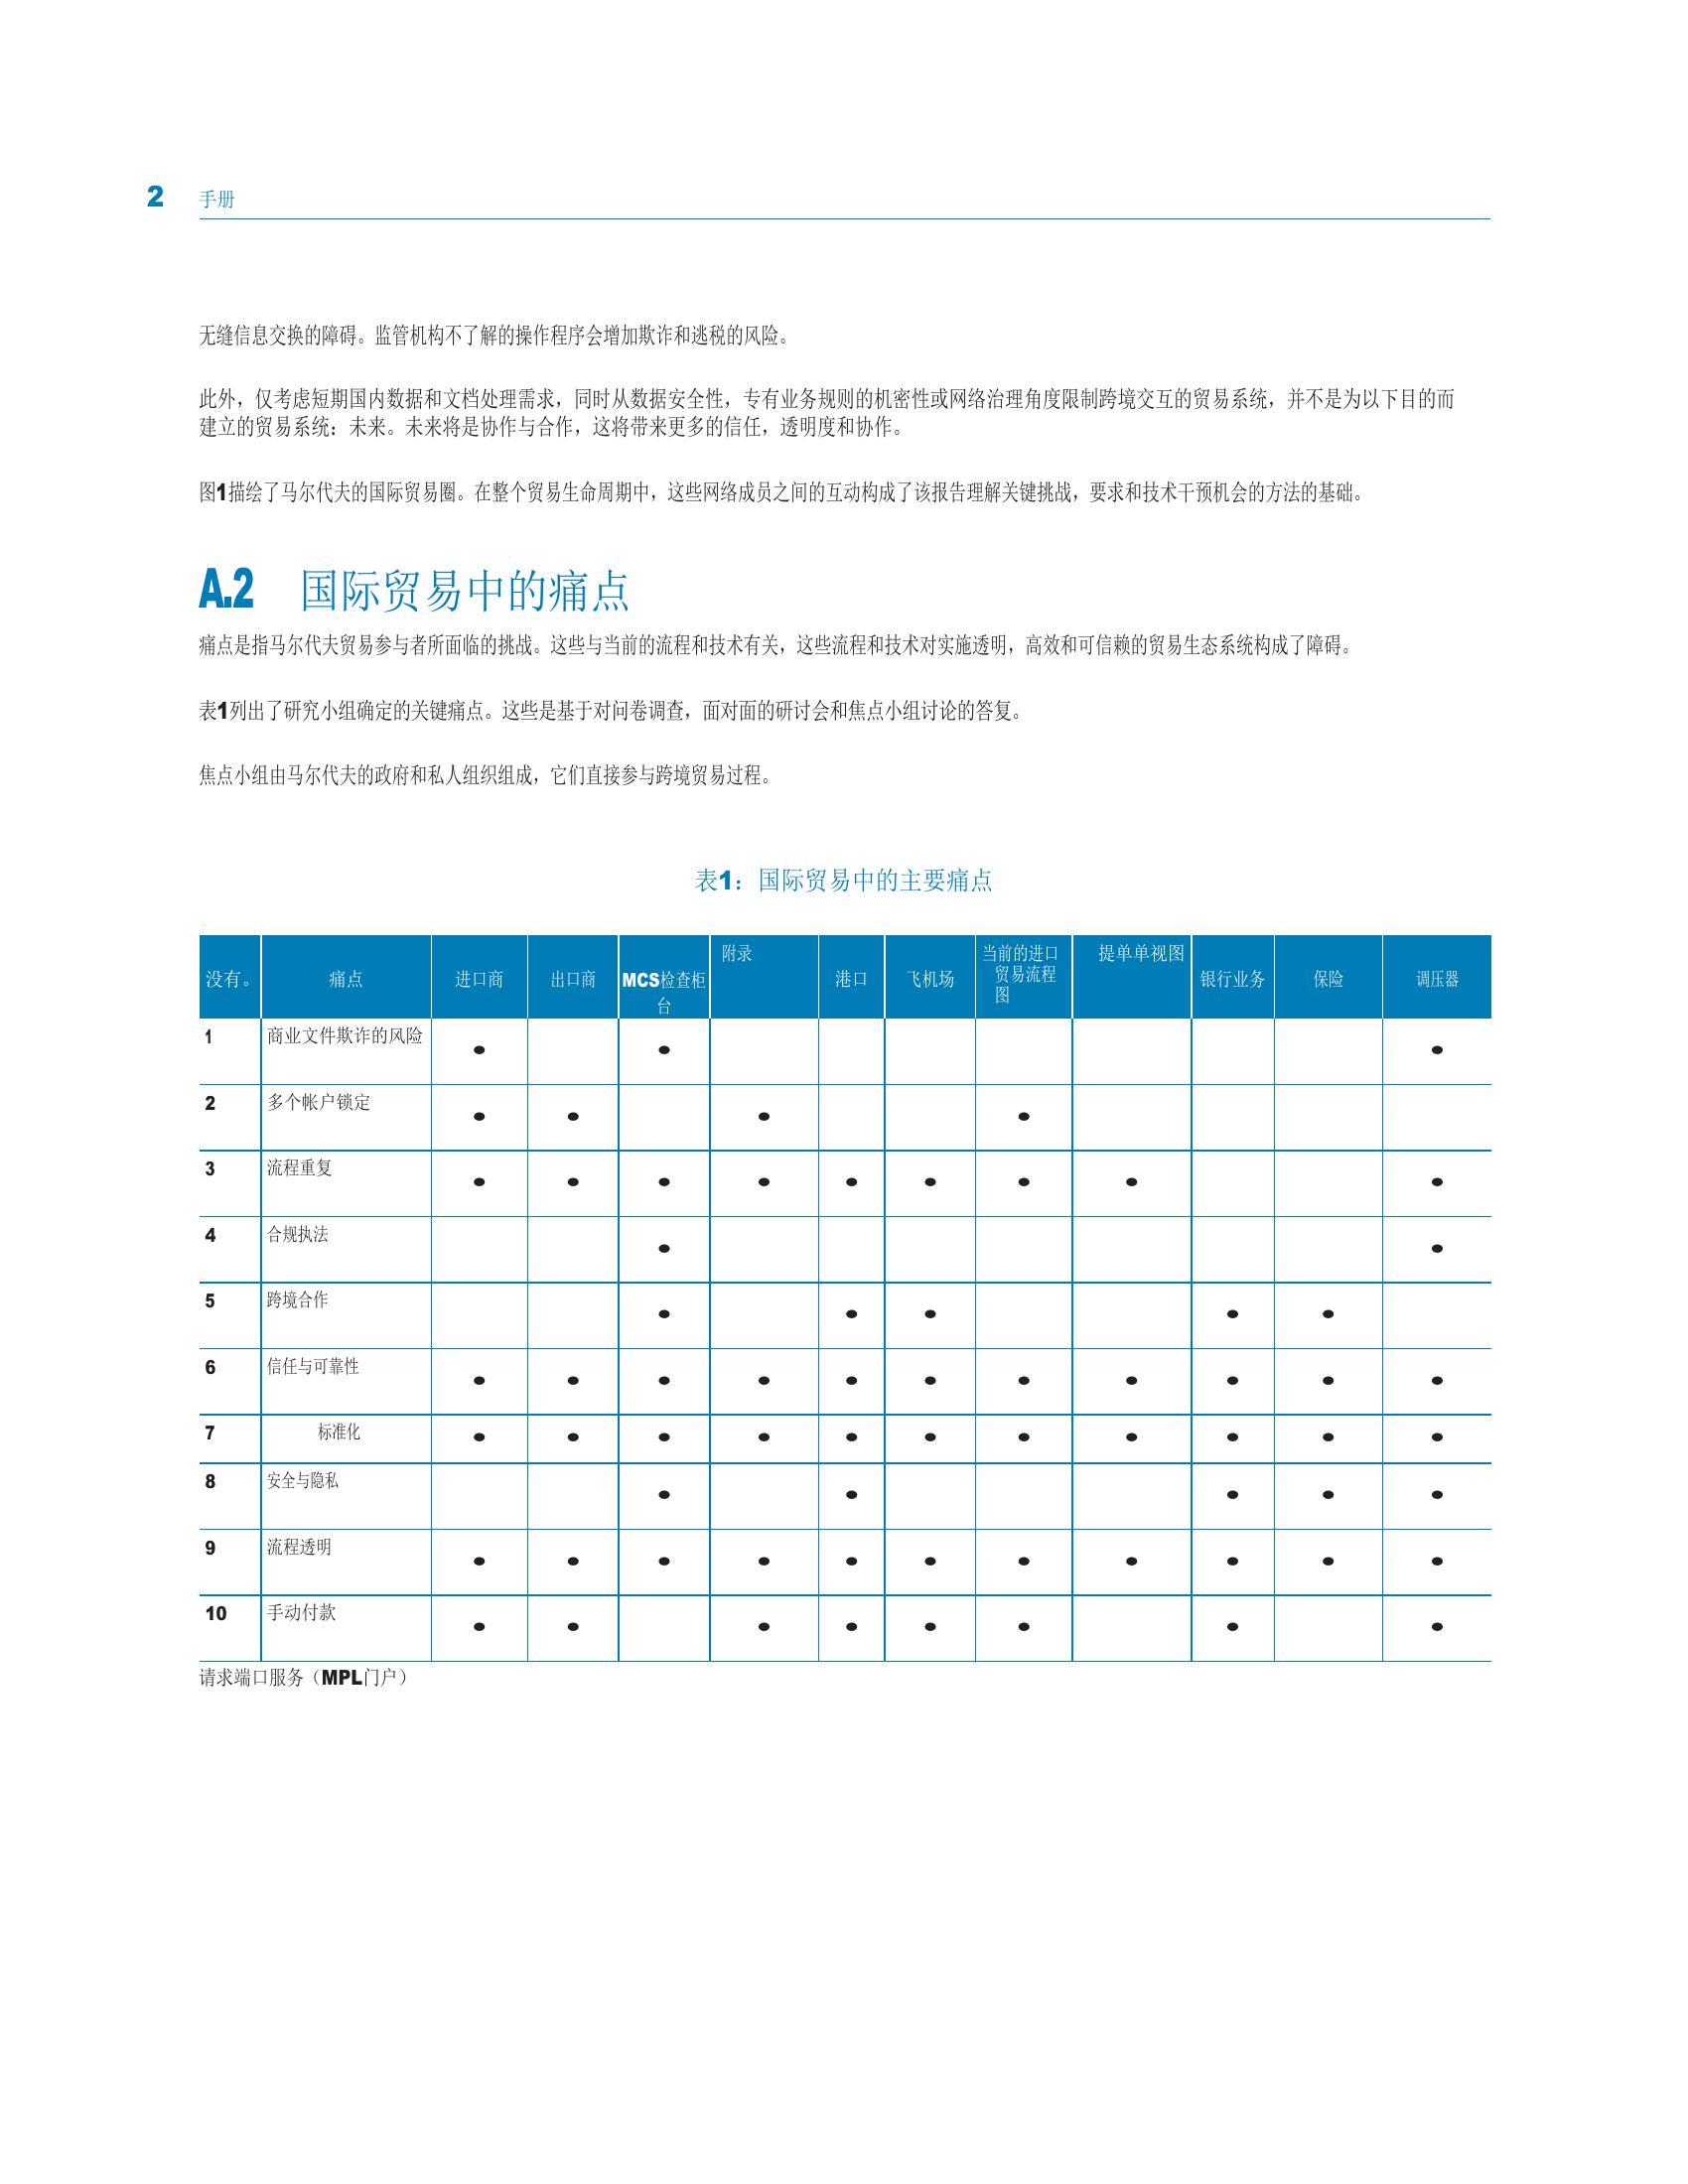 2 手册
无缝信息交换的障碍。监管机构不了解的操作程序会增加欺诈和逃税的风险。
此外，仅考虑短期国内数据和文档处理需求，同时从数据安全性，专有业务规则的机密性或网络治理角度限制跨境交互的贸易系统，并不是为以下目的而
建立的贸易系统：未来。未来将是协作与合作，这将带来更多的信任，透明度和协作。
图1描绘了马尔代夫的国际贸易圈。在整个贸易生命周期中，这些网络成员之间的互动构成了该报告理解关键挑战，要求和技术干预机会的方法的基础。
A.2 国际贸易中的痛点
痛点是指马尔代夫贸易参与者所面临的挑战。这些与当前的流程和技术有关，这些流程和技术对实施透明，高效和可信赖的贸易生态系统构成了障碍。
表1列出了研究小组确定的关键痛点。这些是基于对问卷调查，面对面的研讨会和焦点小组讨论的答复。
焦点小组由马尔代夫的政府和私人组织组成，它们直接参与跨境贸易过程。
表1：国际贸易中的主要痛点
没有。 痛点 进口商 出口商 MCS检查柜台 附录 港口 飞机场 当前的进口贸易流程图 提单单视图 银行业务 保险 调压器
1 商业文件欺诈的风险 ● ● ●
2 多个帐户锁定 ● ● ● ●
3 流程重复 ● ● ● ● ● ● ● ● ●
4 合规执法 ● ●
5 跨境合作 ● ● ● ● ●
6 信任与可靠性 ● ● ● ● ● ● ● ● ● ● ●
7 标准化 ● ● ● ● ● ● ● ● ● ● ●
8 安全与隐私 ● ● ● ● ●
9 流程透明 ● ● ● ● ● ● ● ● ● ● ●
10 手动付款 ● ● ● ● ● ● ● ●
请求端口服务（MPL门户）